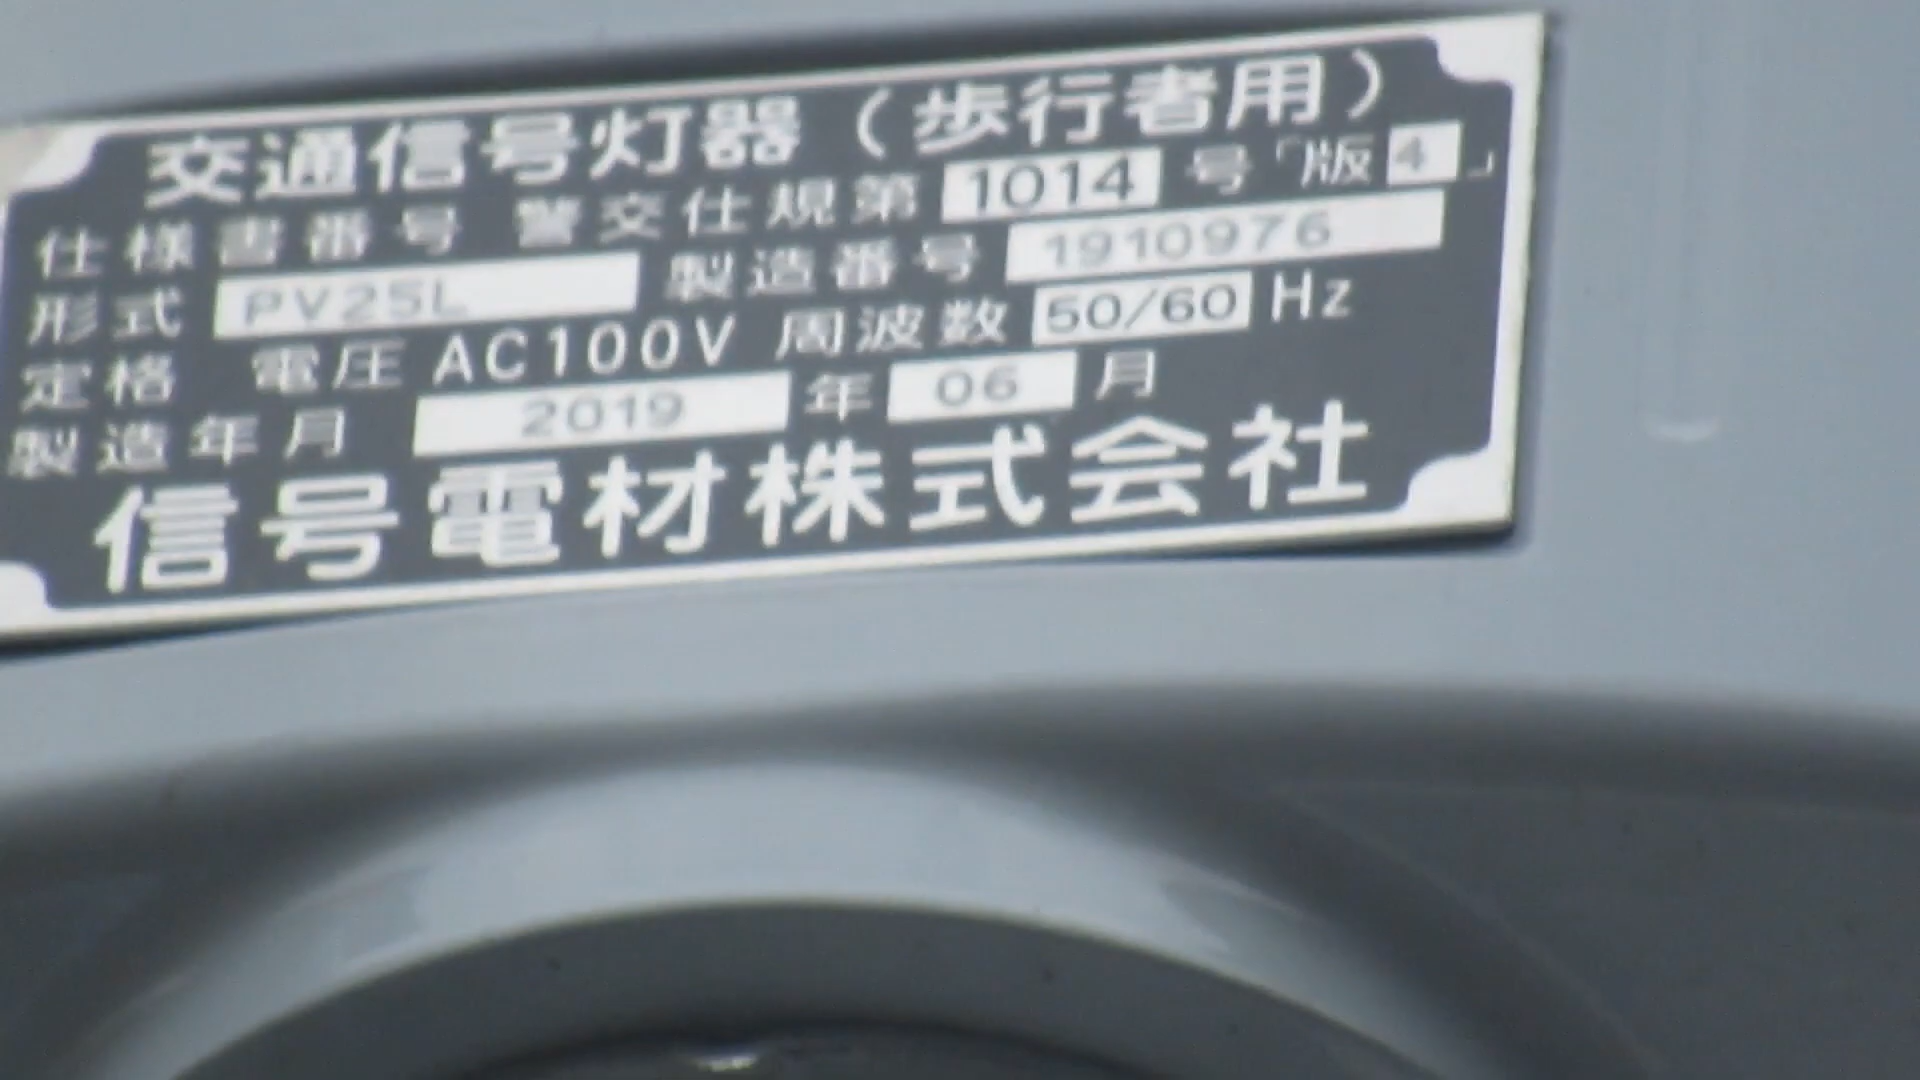 交通信号灯器（歩行者用）
仕様書番号 警交仕規第 1014 号「版4」
形式 PV25L 製造番号 1910976
定格 電圧 AC100V 周波数 50/60 Hz
製造年月 2019 年 06 月
信号電材株式会社